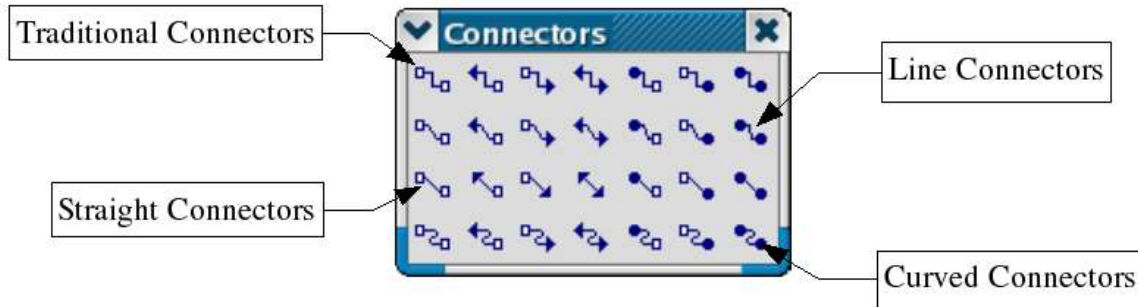 Traditional Connectors
Connectors
Line Connectors
Straight Connectors
Curved Connectors